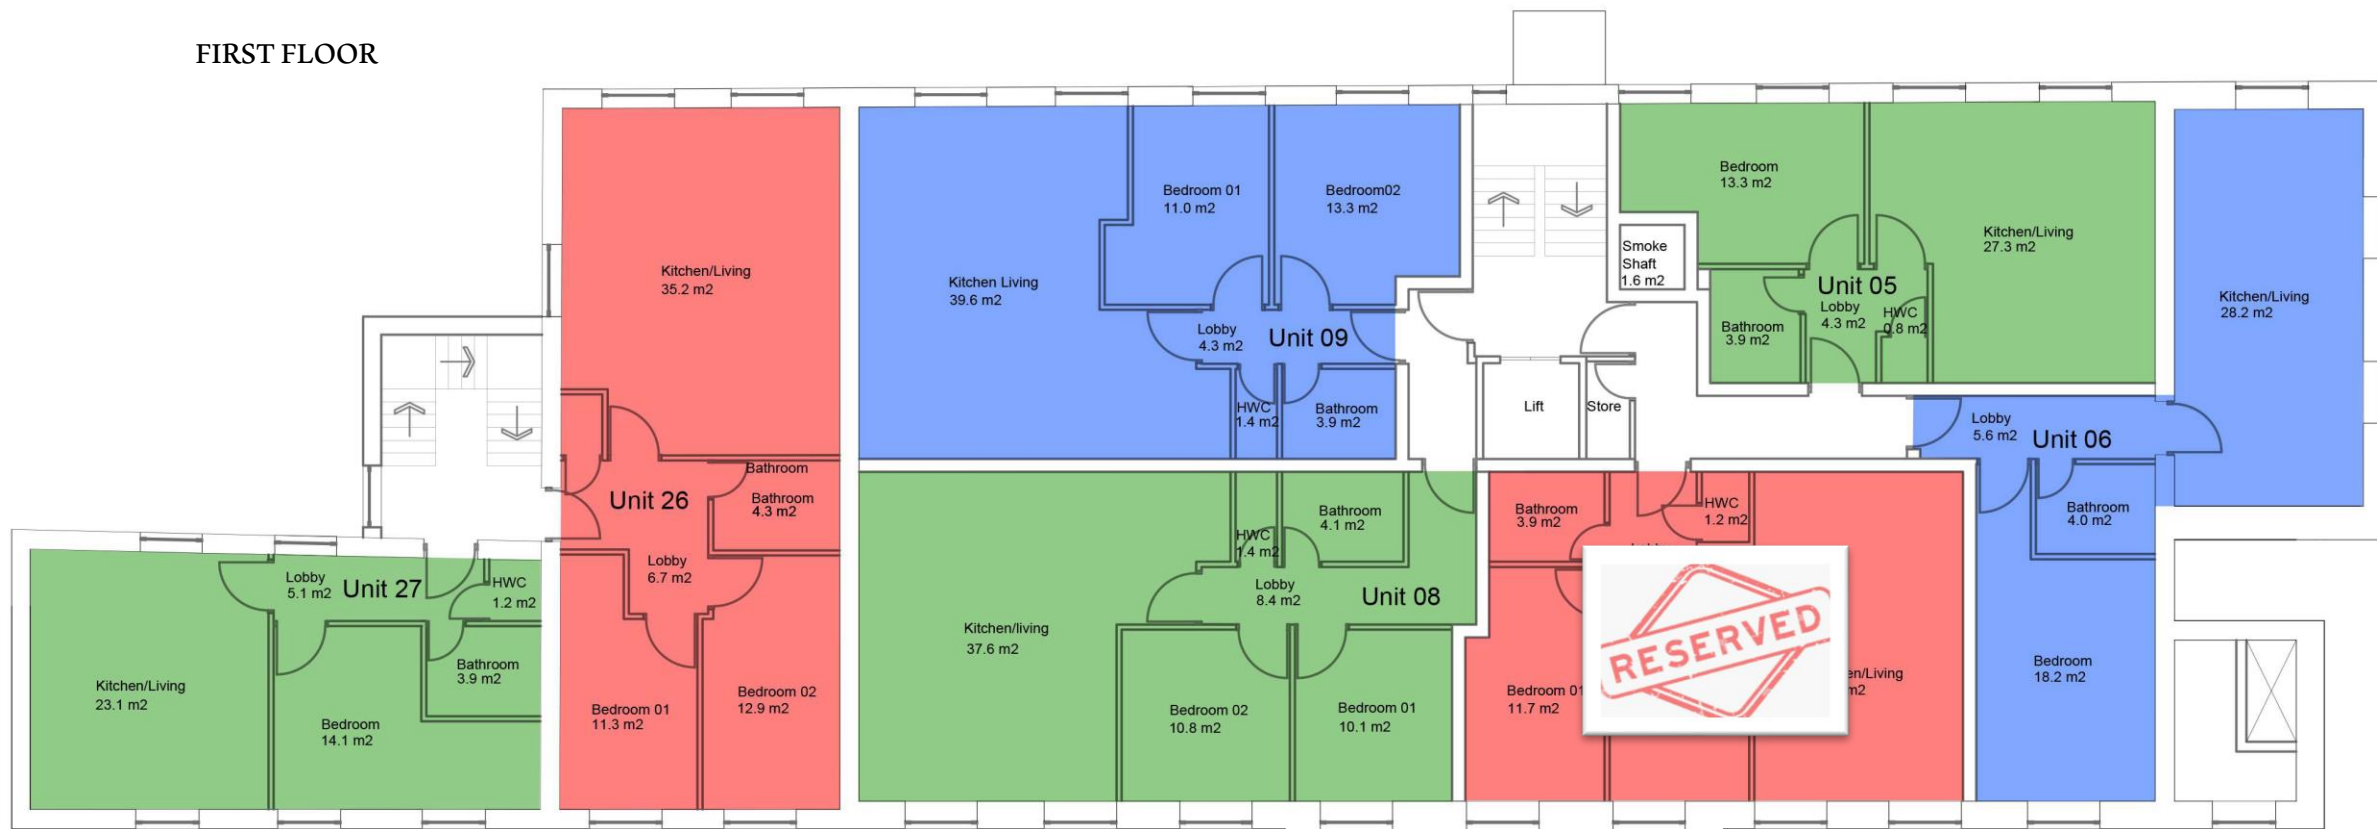 FIRST FLOOR
Kitchen/Living
35.2 m2
Bathroom
Bathroom
4.3 m2
Unit 26
Lobby
6.7 m2
Bedroom 01
11.3 m2
Bedroom 02
12.9 m2
Lobby
5.1 m2
Unit 27
HWC
1.2 m2
Bathroom
3.9 m2
Kitchen/Living
23.1 m2
Bedroom
14.1 m2
Kitchen Living
39.6 m2
Bedroom 01
11.0 m2
Bedroom02
13.3 m2
Lobby
4.3 m2
Unit 09
HWC
1.4 m2
Bathroom
3.9 m2
Kitchen/living
37.6 m2
HWC
1.4 m2
Bathroom
4.1 m2
Lobby
8.4 m2
Unit 08
Bedroom 02
10.8 m2
Bedroom 01
10.1 m2
Lift
Store
Smoke
Shaft
1.6 m2
Bedroom
13.3 m2
Kitchen/Living
27.3 m2
Unit 05
Lobby
4.3 m2
HWC
0.8 m2
Bathroom
3.9 m2
Kitchen/Living
28.2 m2
Lobby
5.6 m2
Unit 06
Bathroom
4.0 m2
Bedroom
18.2 m2
Bathroom
3.9 m2
HWC
1.2 m2
Bedroom 01
11.7 m2
RESERVED
en/Living
m2